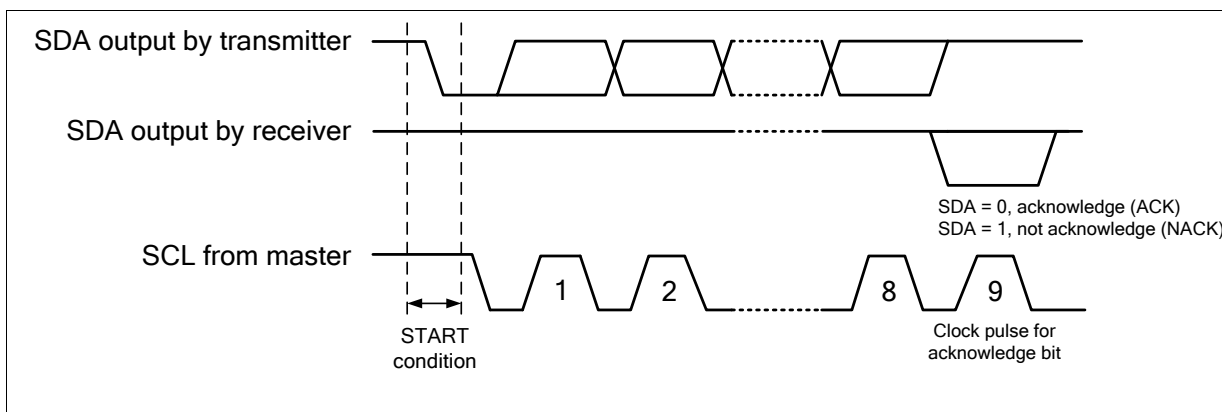 SDA output by transmitter
SDA output by receiver
SDA = 0, acknowledge (ACK)
SDA = 1, not acknowledge (NACK)
SCL from master
1
2
8
9
START
condition
Clock pulse for
acknowledge bit